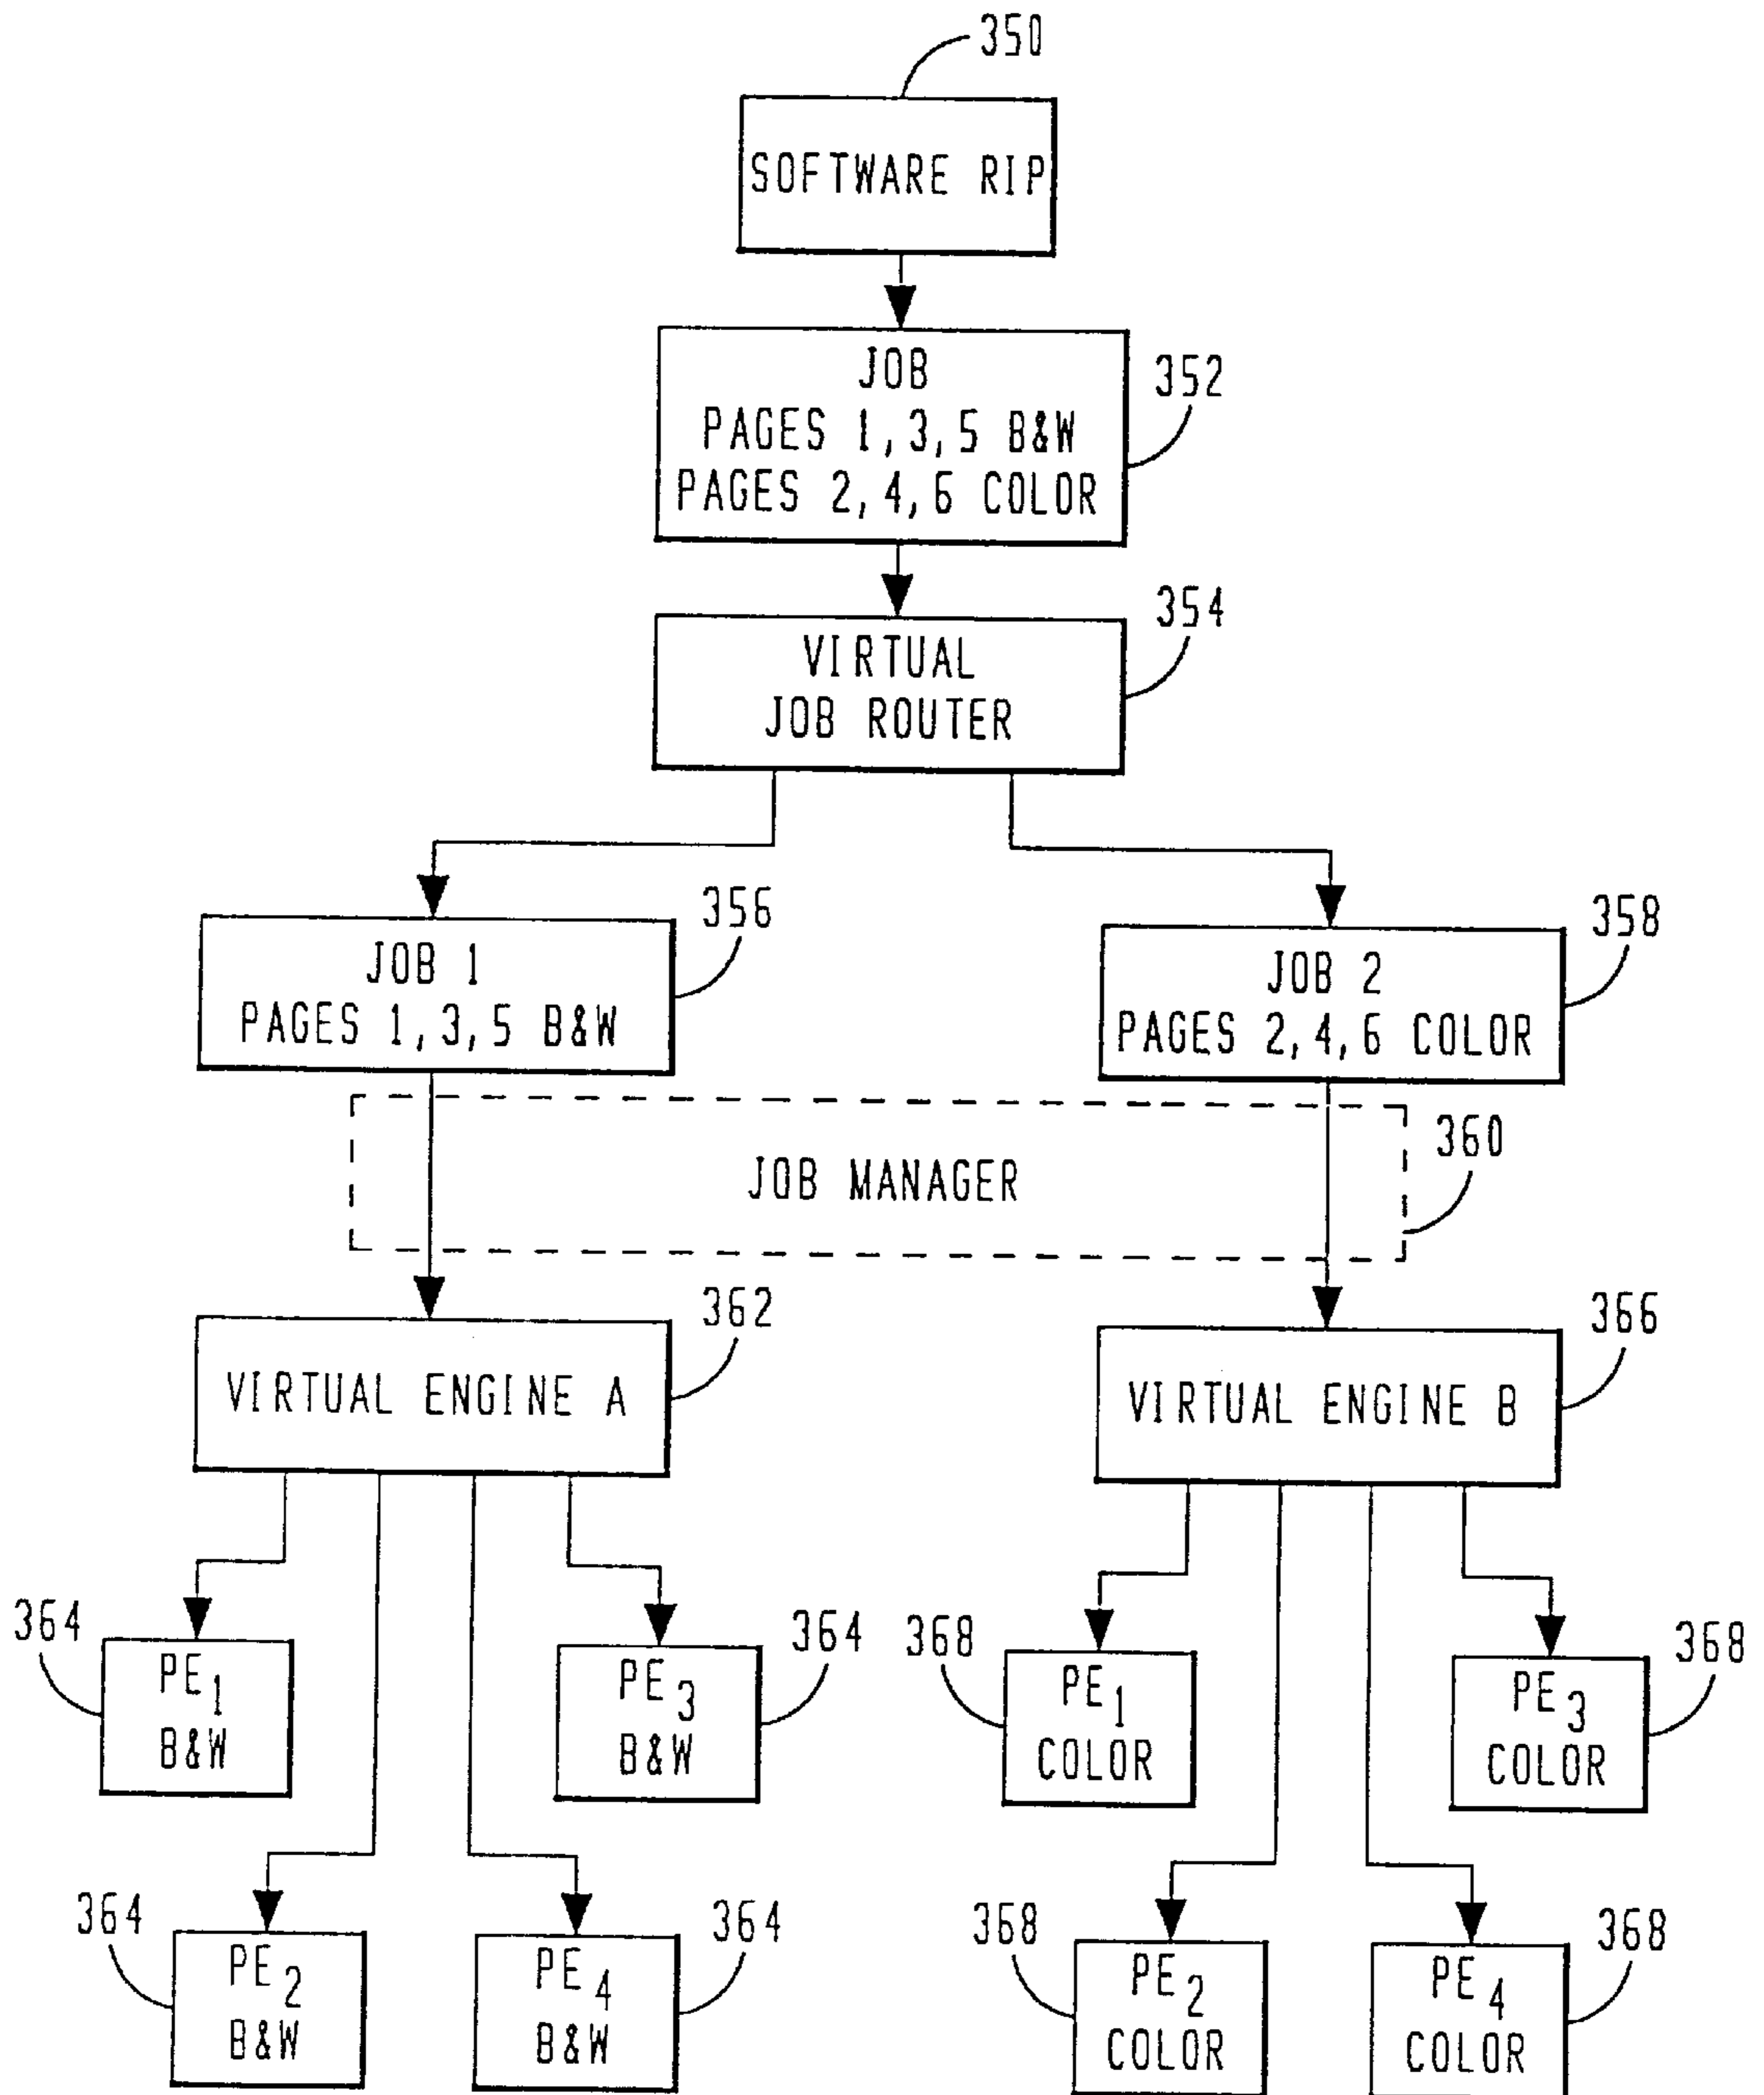 350
SOFTWARE RIP
JOB
PAGES 1,3,5 B&W
PAGES 2,4,6 COLOR
352
354
VIRTUAL
JOB ROUTER
356
JOB 1
PAGES 1,3,5 B&W
358
JOB 2
PAGES 2,4,6 COLOR
360
JOB MANAGER
362
VIRTUAL ENGINE A
366
VIRTUAL ENGINE B
364
PE1
B&W
364
PE3
B&W
368
PE1
COLOR
368
PE3
COLOR
364
PE2
B&W
364
PE4
B&W
368
PE2
COLOR
368
PE4
COLOR